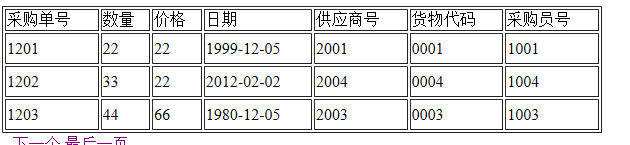 采购单号 数量 价格 日期 供应商号 货物代码 采购员号
1201 22 22 1999-12-05 2001 0001 1001
1202 33 22 2012-02-02 2004 0004 1004
1203 44 66 1980-12-05 2003 0003 1003
下一个 最后一页